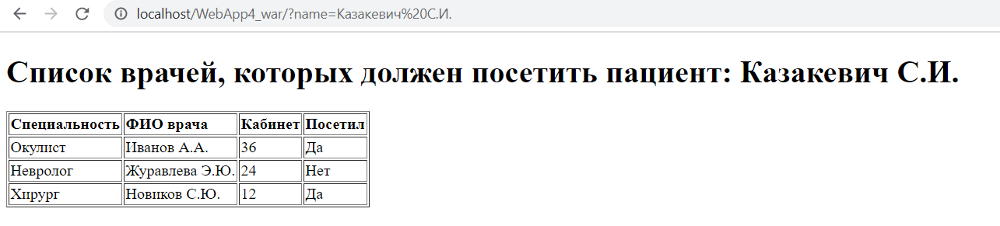 localhost/WebApp4_war/?name=Казакевич%20С.И.
Список врачей, которых должен посетить пациент: Казакевич С.И.
Специальность ФИО врача Кабинет Посетил
Окулист Иванов А.А. 36 Да
Невролог Журавлева Э.Ю. 24 Нет
Хирург Новиков С.Ю. 12 Да